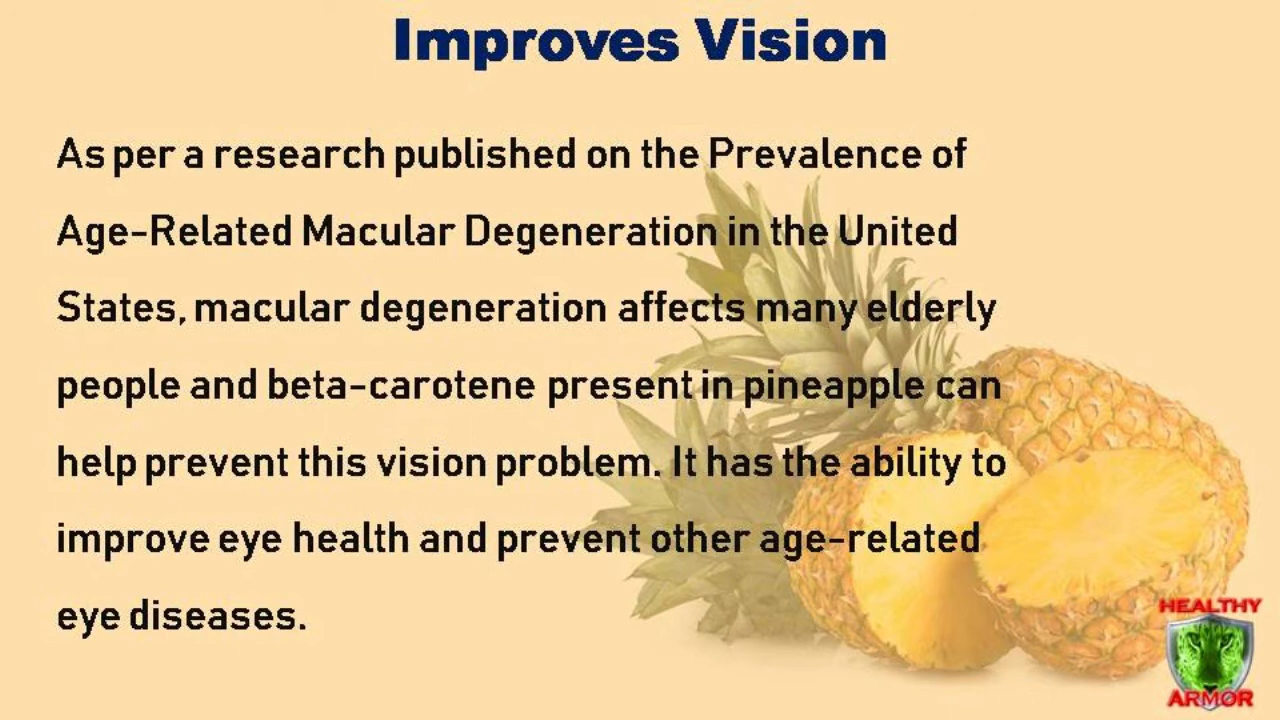 Improves Vision
As per a research published on the Prevalence of
Age-Related Macular Degeneration in the United
States, macular degeneration affects many elderly
people and beta-carotene present in pineapple can
help prevent this vision problem. It has the ability to
improve eye health and prevent other age-related
eye diseases.
HEALTHY
ARMOR